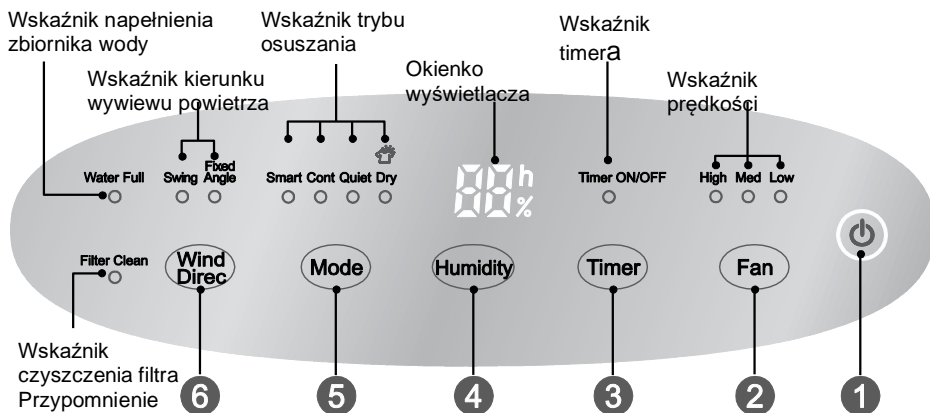 Wskaźnik napełnienia
zbiornika wody
Wskaźnik trybu
osuszania
Wskaźnik
timera
Wskaźnik kierunku
wywiewu powietrza
Okienko
wyświetlacza
Wskaźnik
prędkości
Water Full
Swing
Fixed
Angle
Smart Cont Quiet Dry
88h
%
Timer ON/OFF
High Med Low
Filter Clean
Wind
Direc
Mode
Humidity
Timer
Fan
Wskaźnik
czyszczenia filtra
Przypomnienie
6
5
4
3
2
1